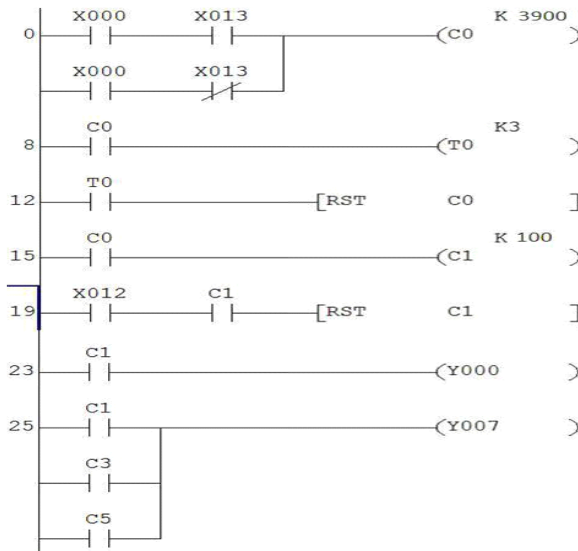 X000 X013 K 3900
0 C0
X000 X013
C0 K3
8 T0
T0
12 RST C0
C0 K 100
15 C1
X012 C1
19 RST C1
C1
23 Y000
C1
25 Y007
C3
C5